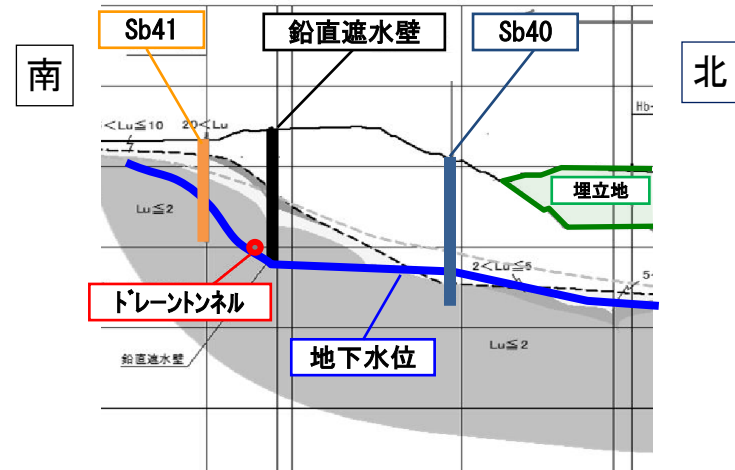 Sb41
鉛直遮水壁
Sb40
南
北
<Lu≦10
20<Lu
Hb<
埋立地
Lu≦2
2<Lu≦5
5<
ドレーントンネル
地下水位
Lu≦2
鉛直遮水壁